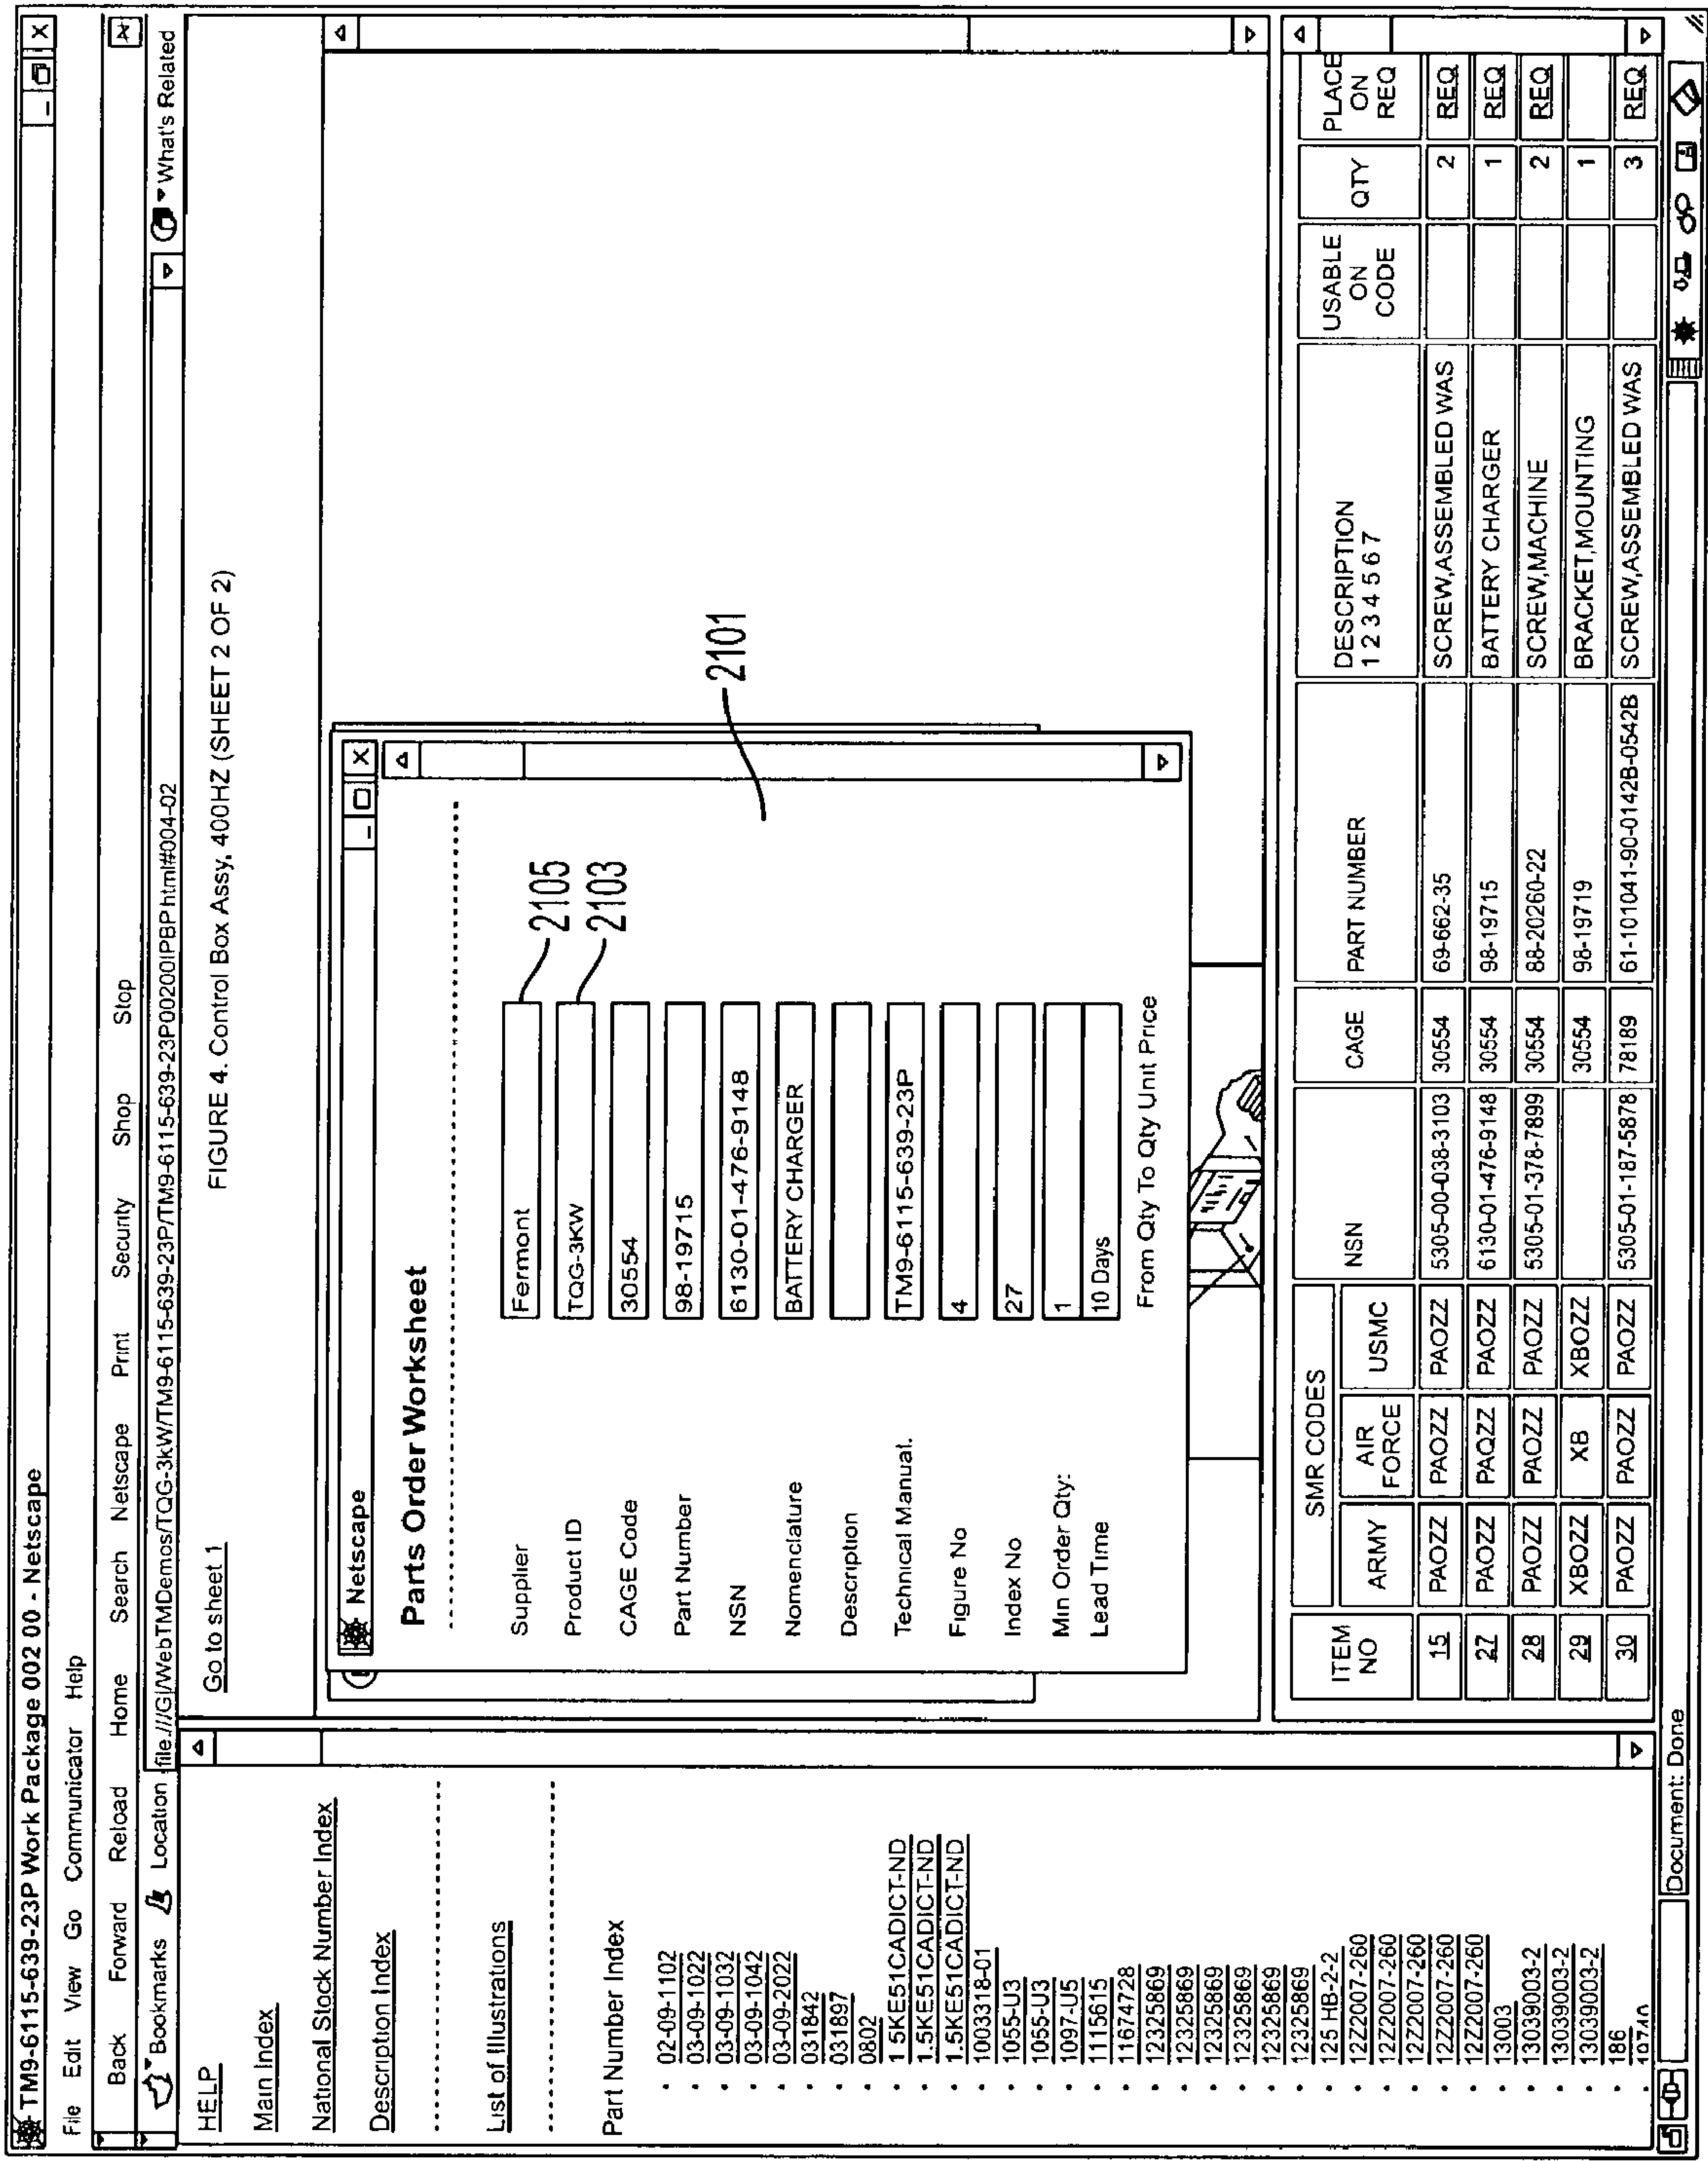 TM9-6115-639-23P Work Package 002 00 - Netscape
File Edit View Go Communicator Help
Back Forward Reload Home Search Netscape Print Security Shop Stop
Bookmarks Location file:///G|/WebTMDemos/TQG-3kW/TM9-6115-639-23P/TM9-6115-639-23P00200IPBPhtml#004-02 What's Related
HELP
Main Index
National Stock Number Index
Description Index
List of Illustrations
Part Number Index
02-09-1102
03-09-1022
03-09-1032
03-09-1042
03-09-2022
031842
031897
0802
1 5KE51CADICT-ND
1.5KE51CADICT-ND
1.5KE51CADICT-ND
1003318-01
1055-U3
1055-U3
1097-U5
1115615
11674728
12325869
12325869
12325869
12325869
12325869
12325869
125 HB-2-2
12Z2007-260
12Z2007-260
12Z2007-260
12Z2007-260
12Z2007-260
13003
13039003-2
13039003-2
13039003-2
186
Go to sheet 1
FIGURE 4. Control Box Assy, 400HZ (SHEET 2 OF 2)
Netscape
Parts Order Worksheet
Supplier Fermont 2105
Product ID TQG-3KW 2103
CAGE Code 30554
Part Number 98-19715
NSN 6130-01-476-9148
Nomenclature BATTERY CHARGER
Description
Technical Manual. TM9-6115-639-23P
Figure No 4
Index No 27
Min Order Qty: 1
Lead Time 10 Days
From Qty To Qty Unit Price
2101
ITEM NO SMR CODES ARMY AIR FORCE USMC NSN CAGE PART NUMBER DESCRIPTION 1 2 3 4 5 6 7 USABLE ON CODE QTY PLACE ON REQ
15 PAOZZ PAOZZ PAOZZ 5305-00-038-3103 30554 69-662-35 SCREW,ASSEMBLED WAS 2 REQ
27 PAOZZ PAQZZ PAOZZ 6130-01-476-9148 30554 98-19715 BATTERY CHARGER 1 REQ
28 PAOZZ PAOZZ PAOZZ 5305-01-378-7899 30554 88-20260-22 SCREW,MACHINE 2 REQ
29 XBOZZ XB XBOZZ 30554 98-19719 BRACKET,MOUNTING 1
30 PAOZZ PAOZZ PAOZZ 5305-01-187-5878 78189 61-101041-90-0142B-0542B SCREW,ASSEMBLED WAS 3 REQ
Document: Done